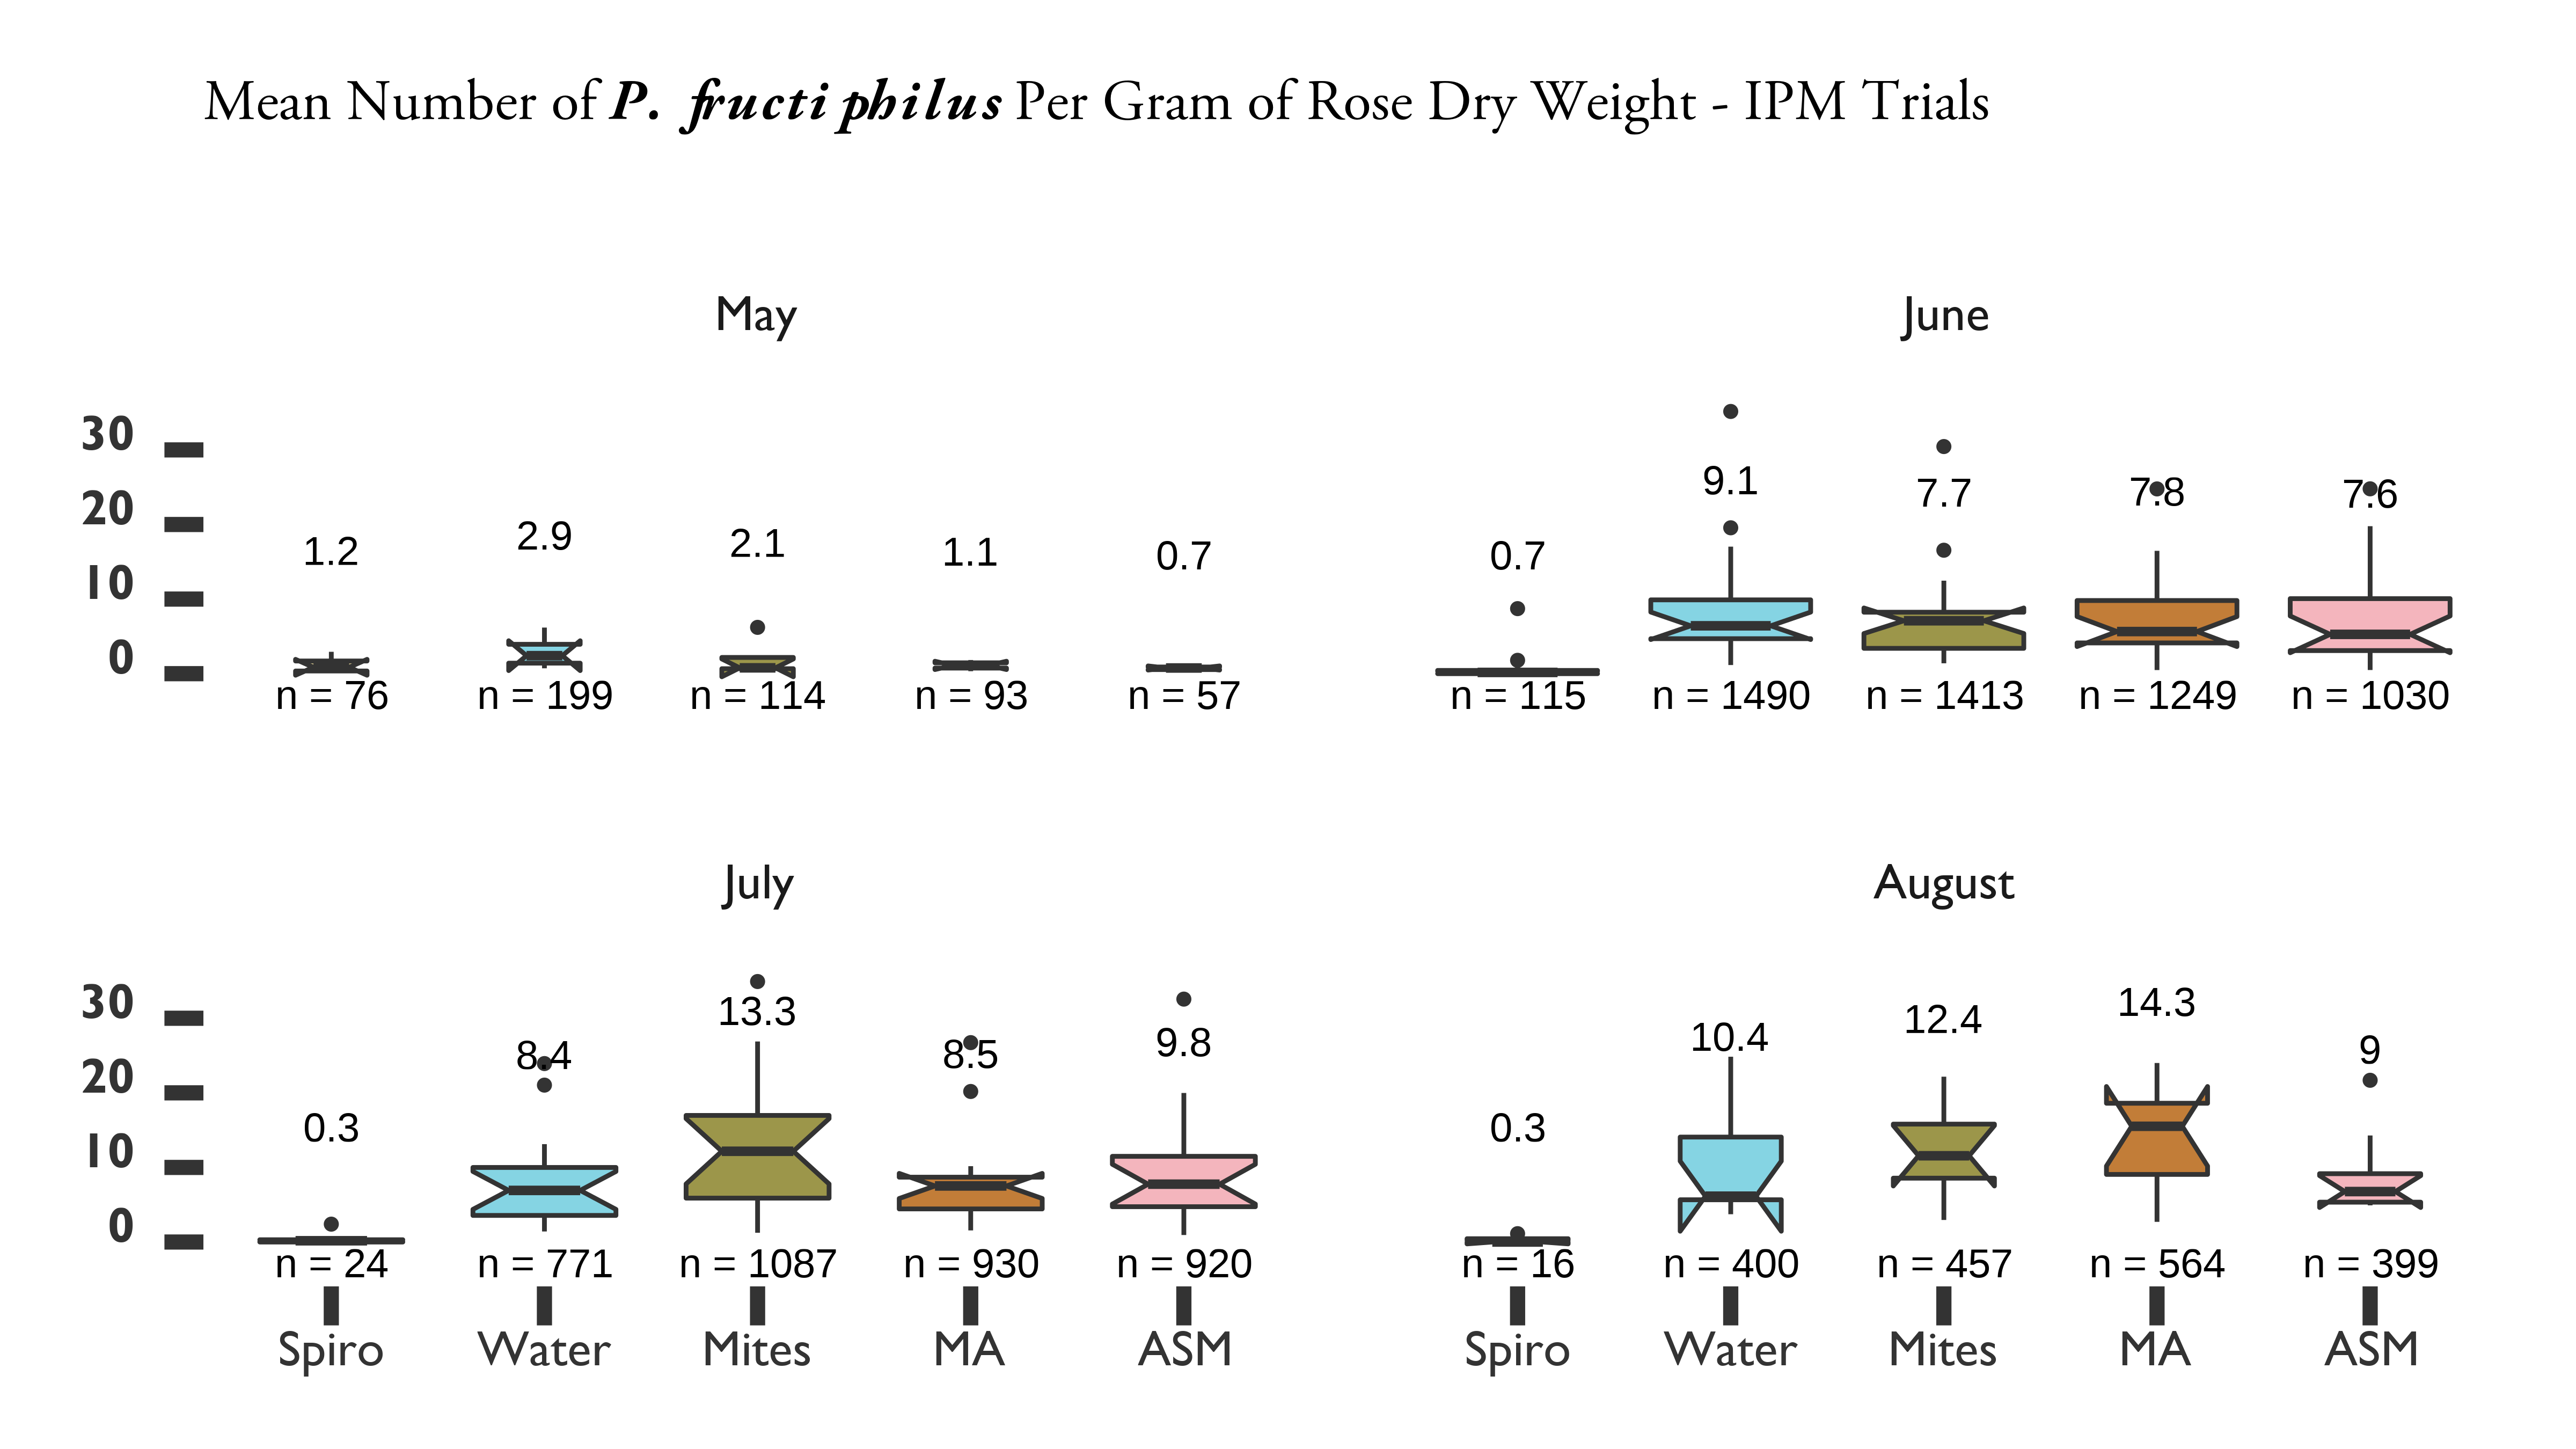 Mean Number of P. fructiphilus Per Gram of Rose Dry Weight - IPM Trials
May
June
30
20
10
0
1.2
2.9
2.1
1.1
0.7
n = 76
n = 199
n = 114
n = 93
n = 57
0.7
9.1
7.7
7.8
7.6
n = 115
n = 1490
n = 1413
n = 1249
n = 1030
July
August
30
20
10
0
0.3
8.4
13.3
8.5
9.8
n = 24
n = 771
n = 1087
n = 930
n = 920
Spiro
Water
Mites
MA
ASM
0.3
10.4
12.4
14.3
9
n = 16
n = 400
n = 457
n = 564
n = 399
Spiro
Water
Mites
MA
ASM